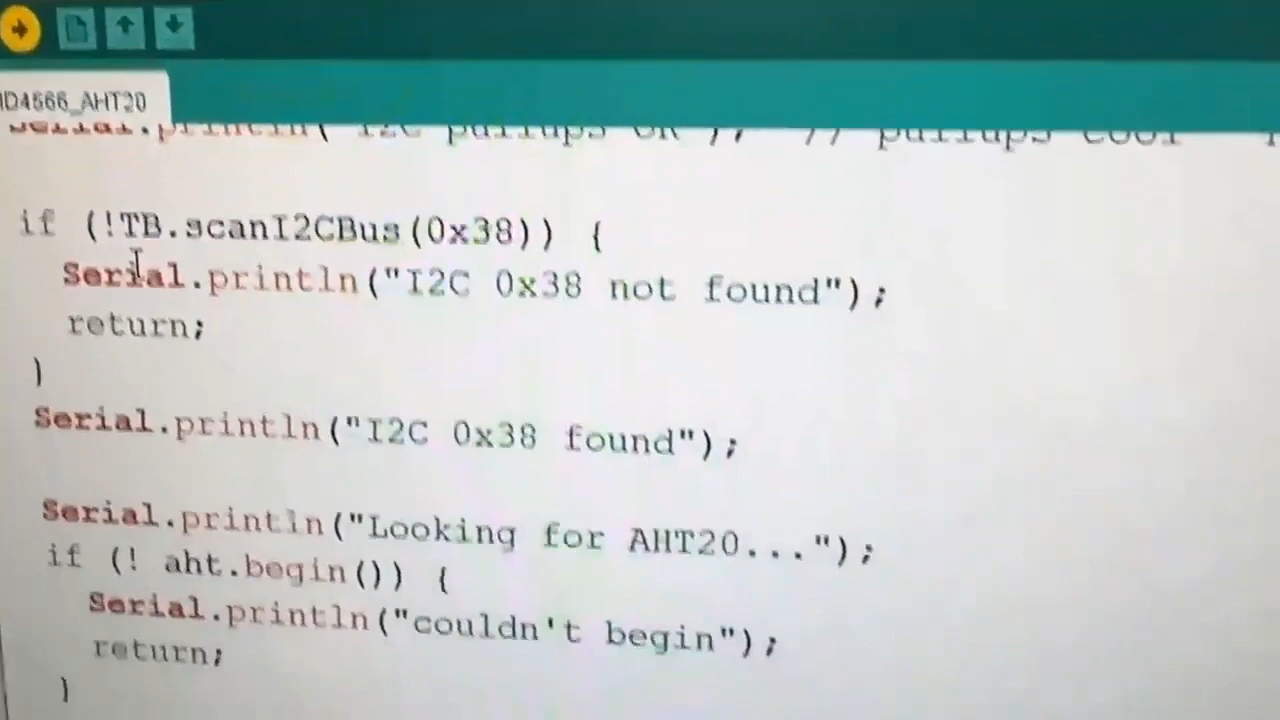 ID4566_AHT20
if (!TB.scanI2CBus(0x38)) {
Serial.println("I2C 0x38 not found");
return;
}
Serial.println("I2C 0x38 found");
Serial.println("Looking for AHT20...");
if (! aht.begin()) {
Serial.println("couldn't begin");
return;
}